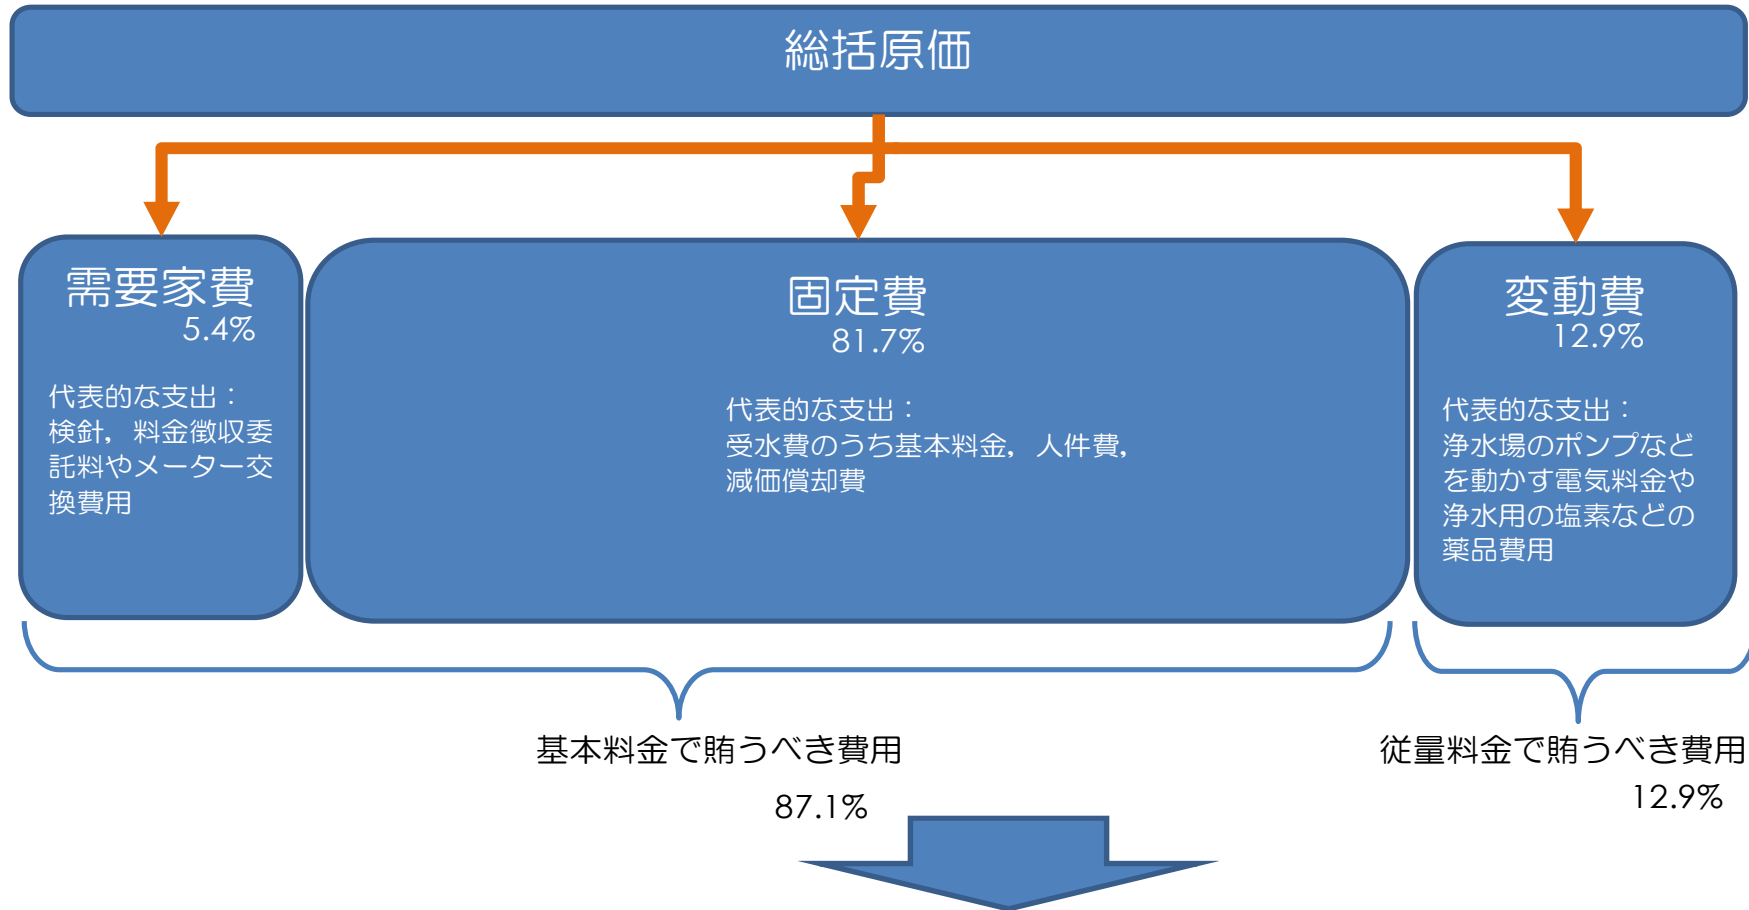 総括原価
需要家費
5.4%
代表的な支出：
検針，料金徴収委
託料やメーター交
換費用
固定費
81.7%
代表的な支出：
受水費のうち基本料金，人件費，
減価償却費
変動費
12.9%
代表的な支出：
浄水場のポンプなど
を動かす電気料金や
浄水用の塩素などの
薬品費用
基本料金で賄うべき費用
87.1%
従量料金で賄うべき費用
12.9%